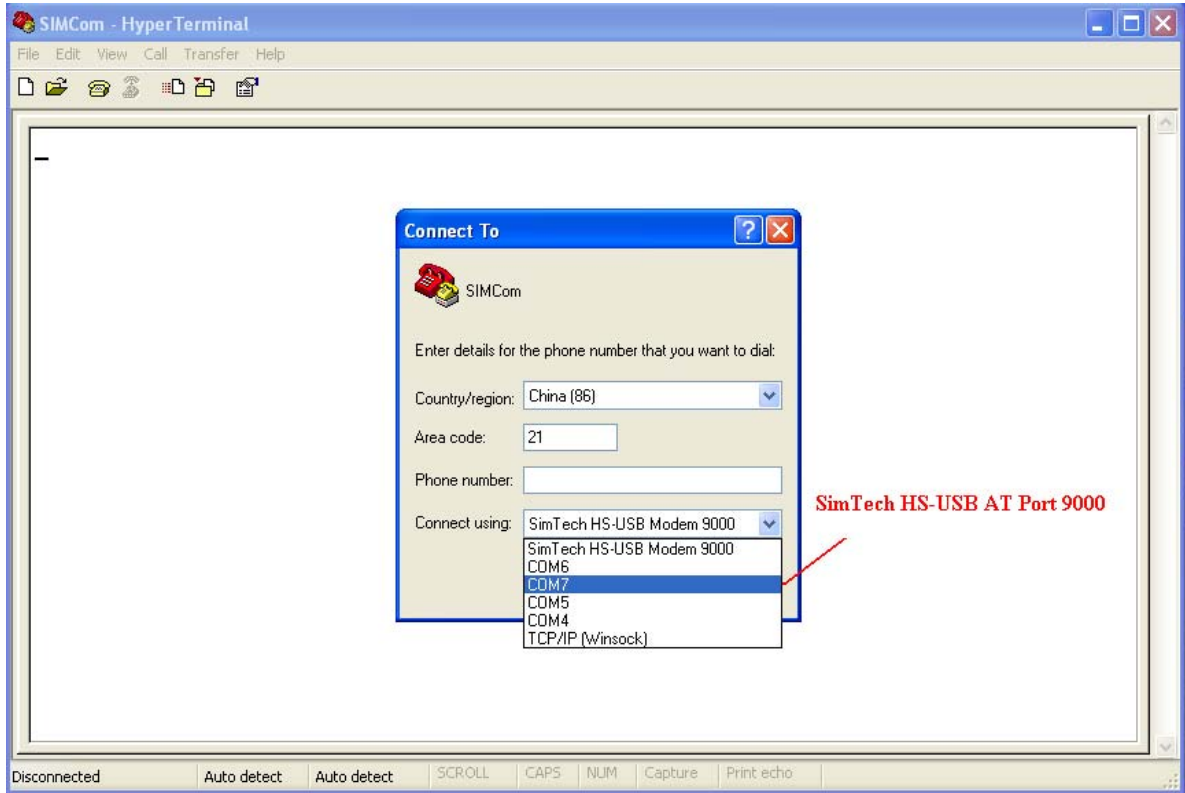 SIMCom - HyperTerminal
File Edit View Call Transfer Help
Connect To
SIMCom
Enter details for the phone number that you want to dial:
Country/region: China (86)
Area code: 21
Phone number:
Connect using: SimTech HS-USB Modem 9000
SimTech HS-USB Modem 9000
COM6
COM7
COM5
COM4
TCP/IP (Winsock)
SimTech HS-USB AT Port 9000
Disconnected Auto detect Auto detect SCROLL CAPS NUM Capture Print echo